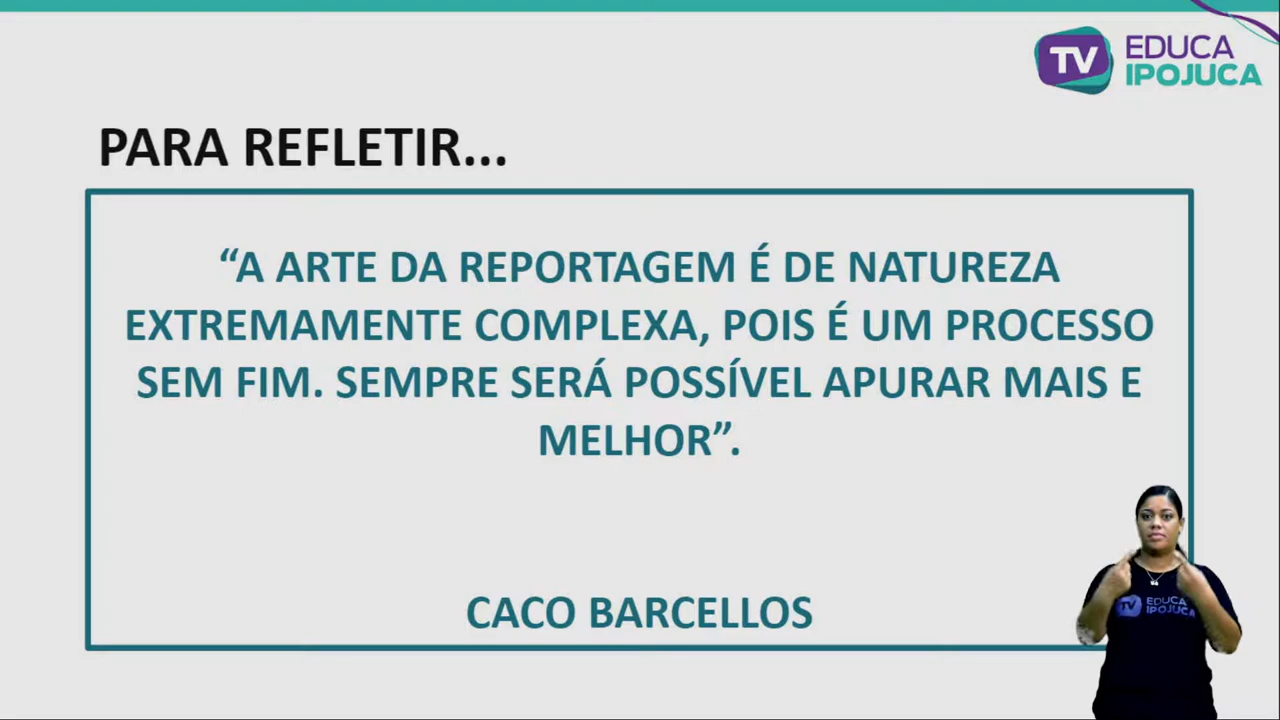 TV EDUCA
IPOJUCA
PARA REFLETIR...
“A ARTE DA REPORTAGEM É DE NATUREZA
EXTREMAMENTE COMPLEXA, POIS É UM PROCESSO
SEM FIM. SEMPRE SERÁ POSSÍVEL APURAR MAIS E
MELHOR”.
CACO BARCELLOS
TV EDUCA
IPOJUCA